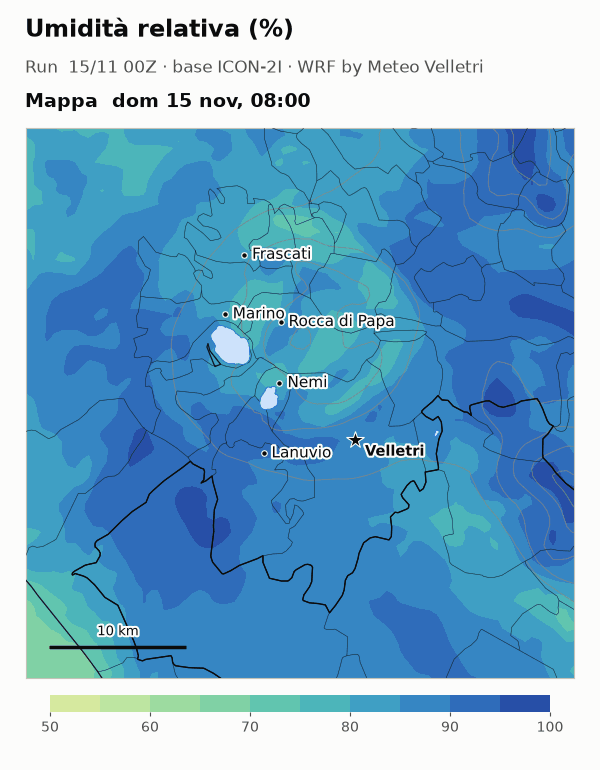 Umidità relativa (%)
Run  15/11 00Z · base ICON-2I · WRF by Meteo Velletri
Mappa  dom 15 nov, 08:00
Frascati
Marino
Rocca di Papa
Nemi
Velletri
Lanuvio
10 km
50 60 70 80 90 100